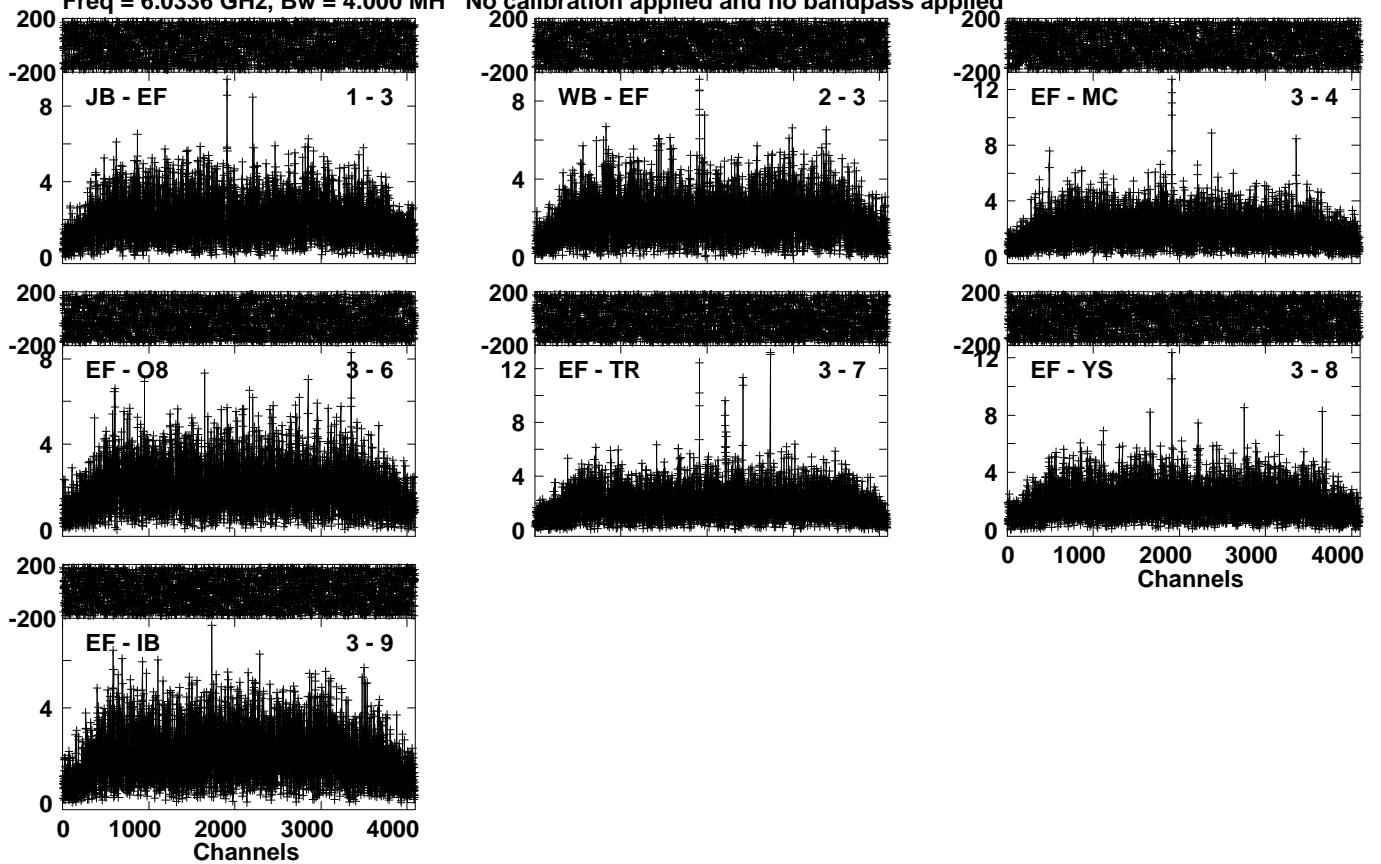 Freq = 6.0336 GHz, Bw = 4.000 MH No calibration applied and no bandpass applied
200 200 200
-200 -200 -200
JB - EF 1 - 3 WB - EF 2 - 3 EF - MC 3 - 4
8 8 12
8
4 4 4
0 0 0
200 200 200
-200 -200 -200
EF - O8 3 - 6 EF - TR 3 - 7 EF - YS 3 - 8
8 12 12
8 8
4 4 4
0 0 0
0 1000 2000 3000 4000
Channels
200
-200
EF - IB 3 - 9
4
0
0 1000 2000 3000 4000
Channels